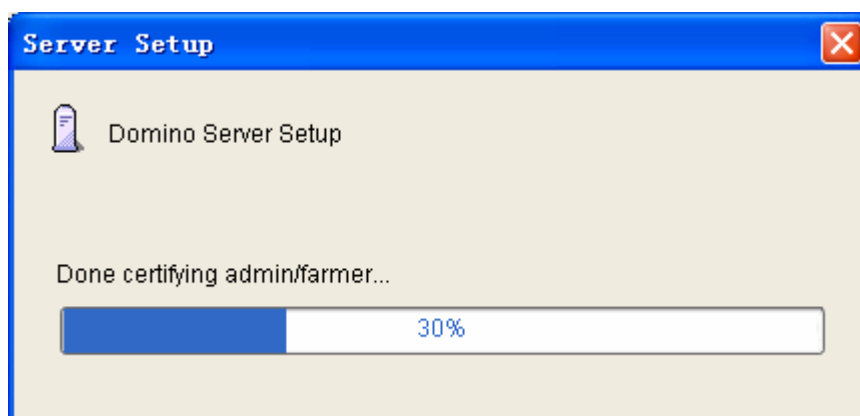 Server Setup
Domino Server Setup
Done certifying admin/farmer...
30%